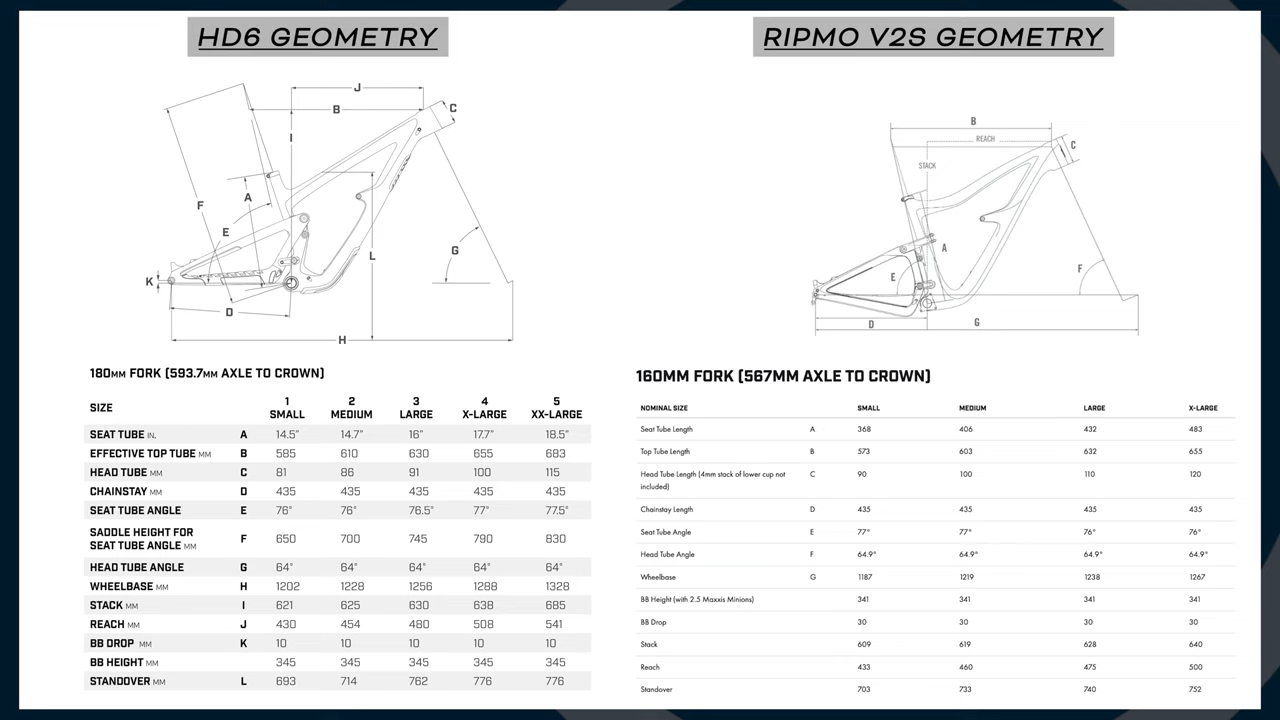 HD6 GEOMETRY
J
B
C
I
A
F
E
G
L
K
D
H
180MM FORK (593.7MM AXLE TO CROWN)
SIZE 1 SMALL 2 MEDIUM 3 LARGE 4 X-LARGE 5 XX-LARGE
SEAT TUBE IN. A 14.5" 14.7" 16" 17.7" 18.5"
EFFECTIVE TOP TUBE MM B 585 610 630 655 683
HEAD TUBE MM C 81 86 91 100 115
CHAINSTAY MM D 435 435 435 435 435
SEAT TUBE ANGLE E 76° 76° 76.5° 77° 77.5°
SADDLE HEIGHT FOR
SEAT TUBE ANGLE MM F 650 700 745 790 830
HEAD TUBE ANGLE G 64° 64° 64° 64° 64°
WHEELBASE MM H 1202 1228 1256 1288 1328
STACK MM I 621 625 630 638 685
REACH MM J 430 454 480 508 541
BB DROP MM K 10 10 10 10 10
BB HEIGHT MM 345 345 345 345 345
STANDOVER MM L 693 714 762 776 776
RIPMO V2S GEOMETRY
B
REACH
C
STACK
A
E
F
D
G
160MM FORK (567MM AXLE TO CROWN)
NOMINAL SIZE SMALL MEDIUM LARGE X-LARGE
Seat Tube Length A 368 406 432 483
Top Tube Length B 573 603 632 655
Head Tube Length (4mm stack of lower cup not
included) C 90 100 110 120
Chainstay Length D 435 435 435 435
Seat Tube Angle E 77° 77° 76° 76°
Head Tube Angle F 64.9° 64.9° 64.9° 64.9°
Wheelbase G 1187 1219 1238 1267
BB Height (with 2.5 Maxxis Minions) 341 341 341 341
BB Drop 30 30 30 30
Stack 609 619 628 640
Reach 433 460 475 500
Standover 703 733 740 752